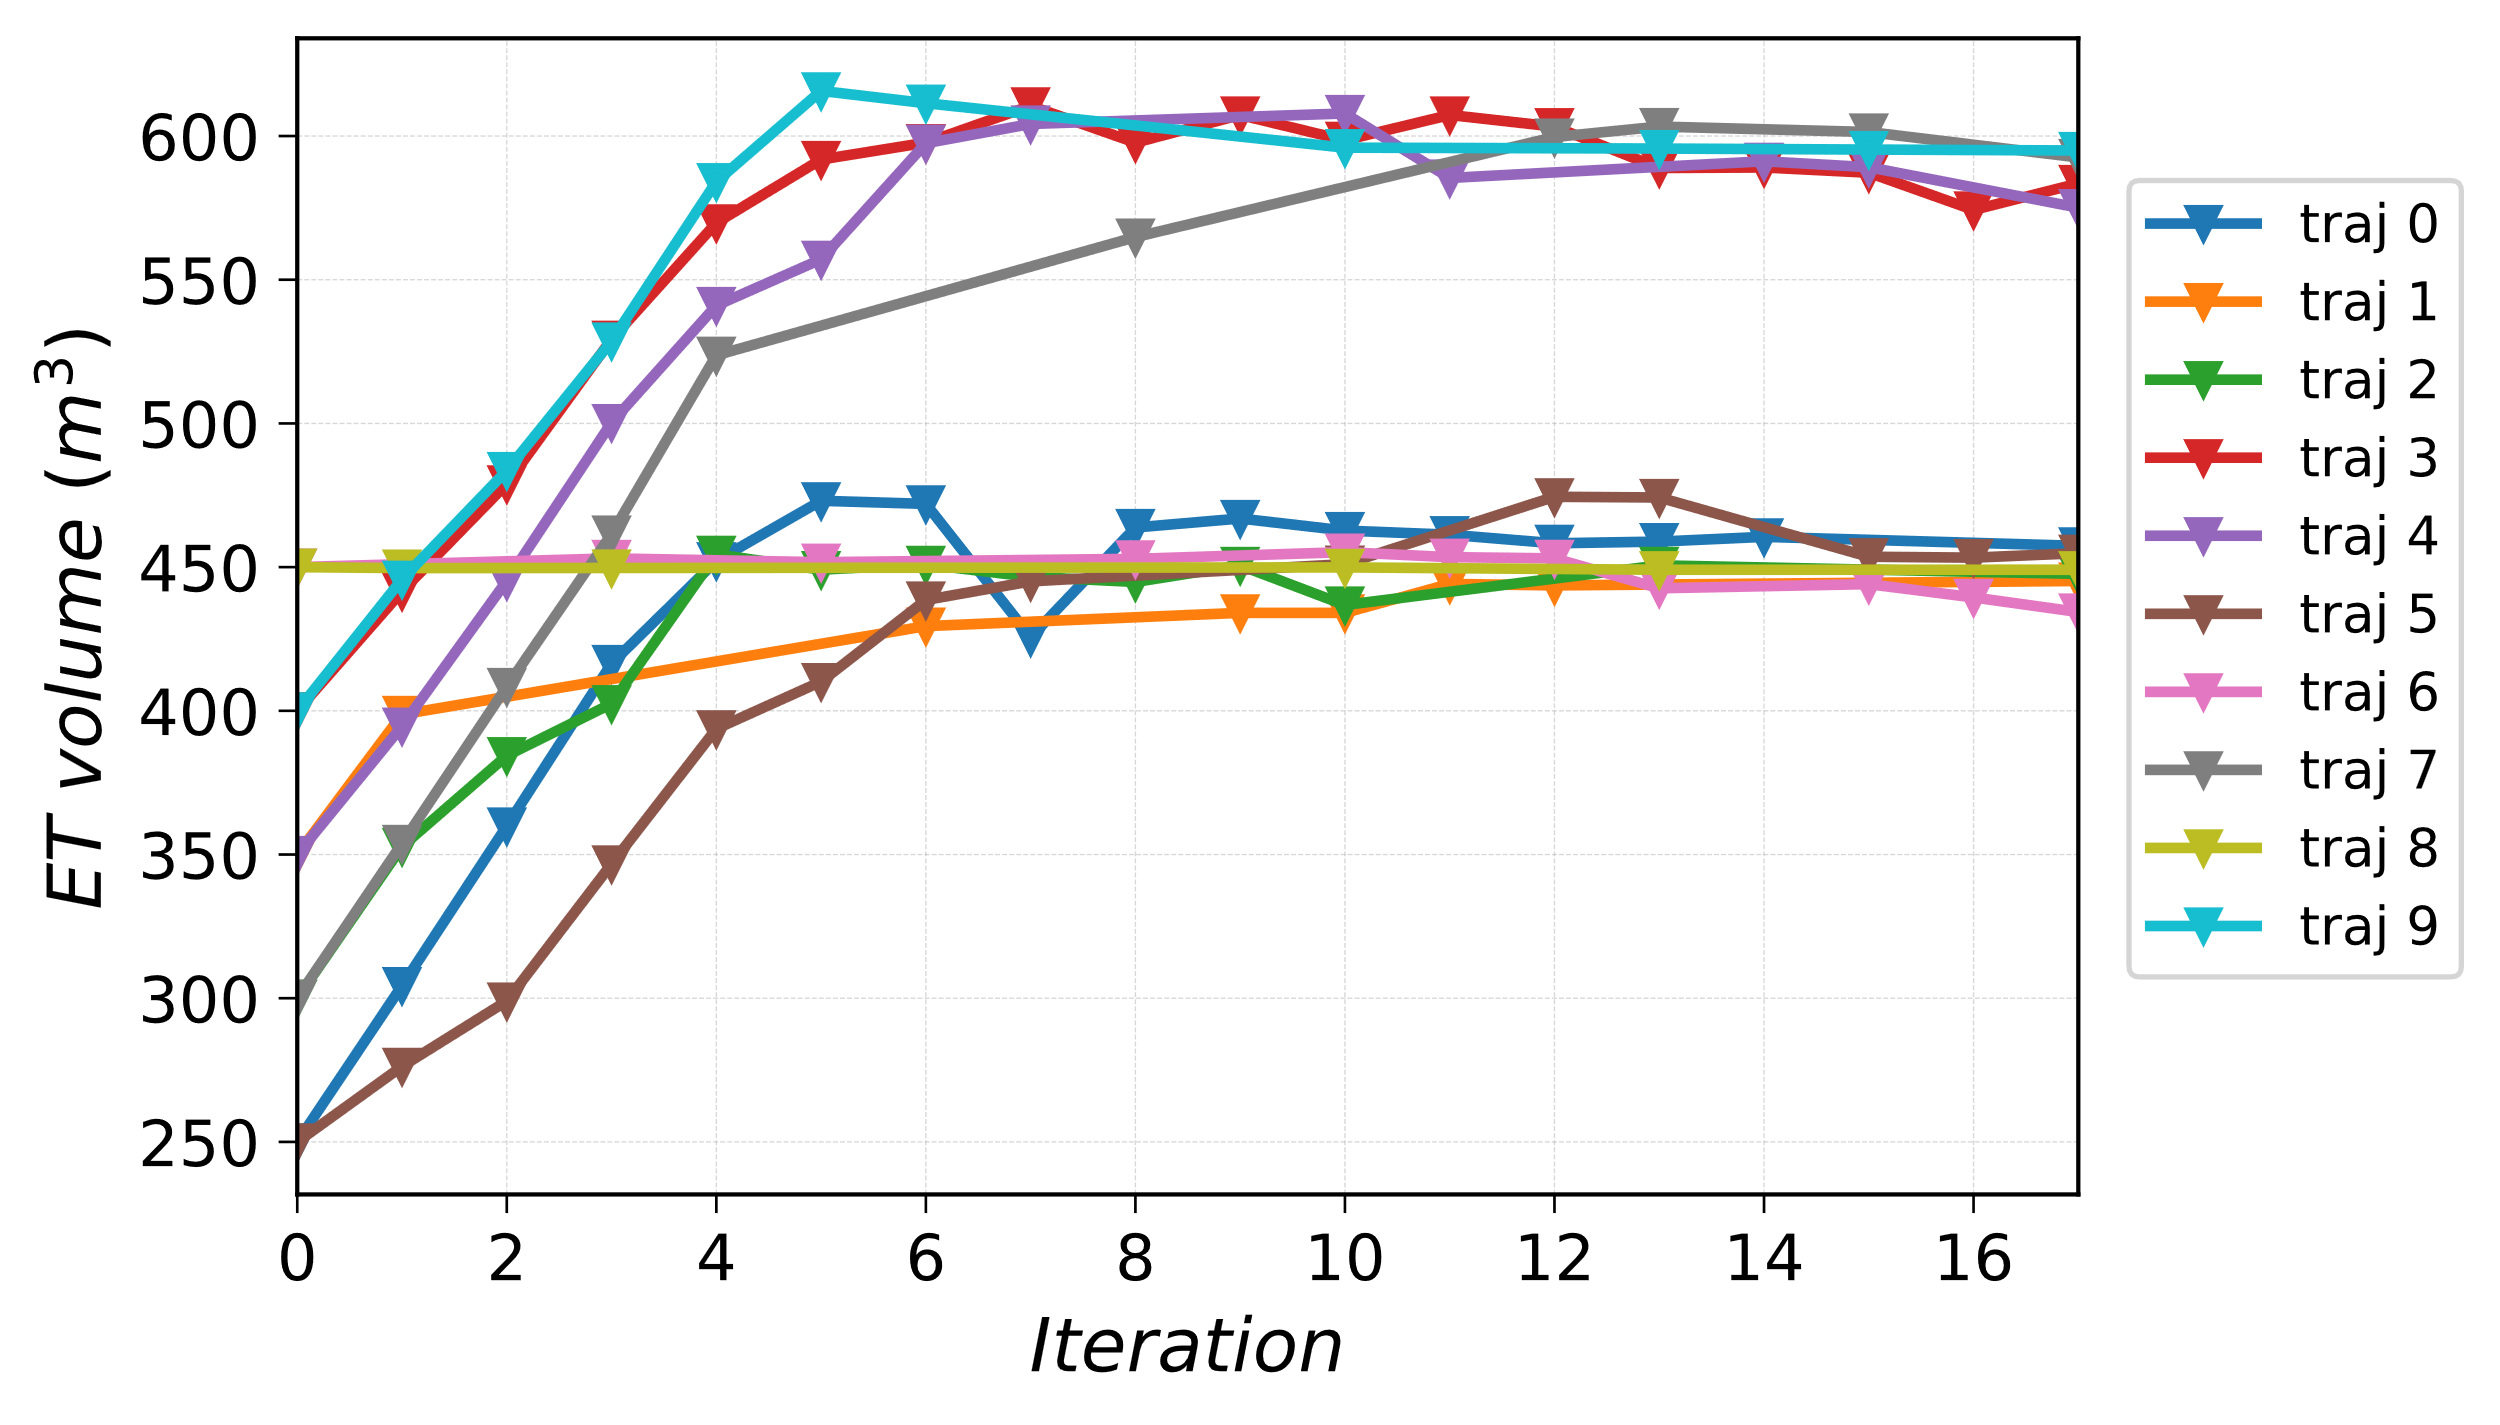 ET volume (m³)
600
550
500
450
400
350
300
250
0 2 4 6 8 10 12 14 16
Iteration
traj 0
traj 1
traj 2
traj 3
traj 4
traj 5
traj 6
traj 7
traj 8
traj 9